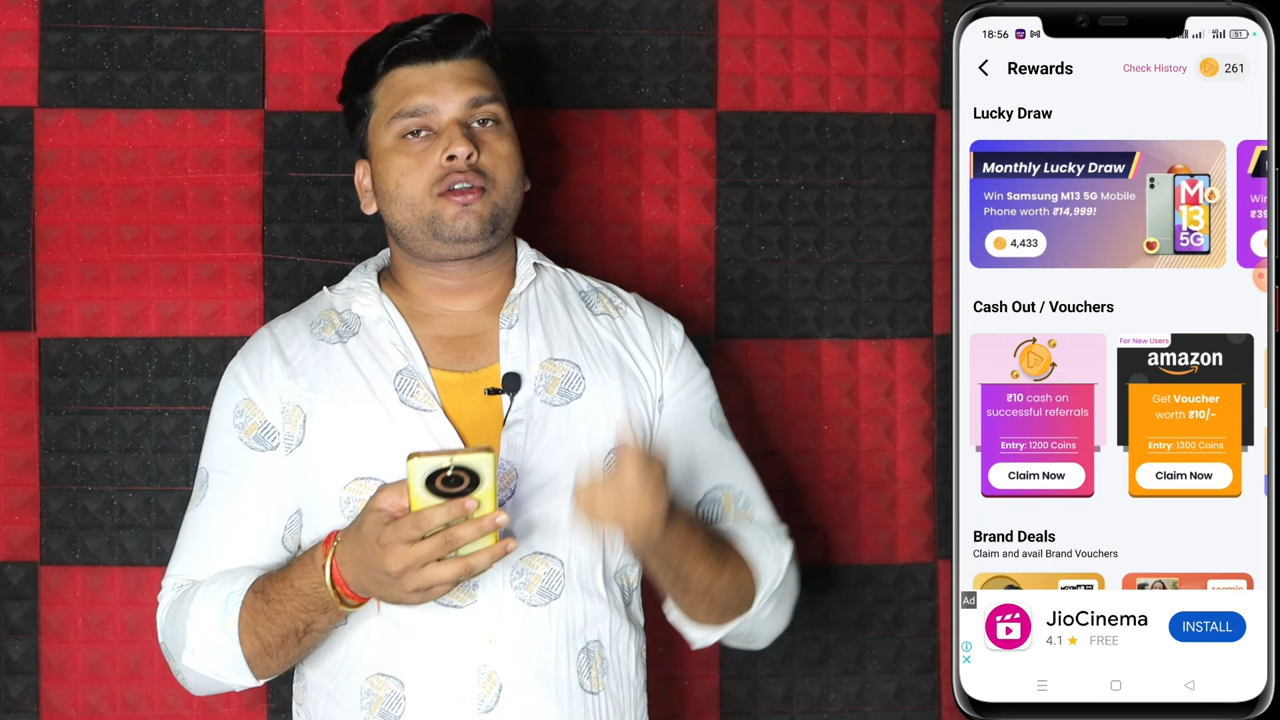 18:56
51
Rewards
Check History
261
Lucky Draw
Monthly Lucky Draw
Win Samsung M13 5G Mobile
Phone worth ₹14,999!
4,433
M
13
5G
Cash Out / Vouchers
₹10 cash on
successful referrals
Entry: 1200 Coins
Claim Now
For New Users
amazon
Get Voucher
worth ₹10/-
Entry: 1300 Coins
Claim Now
Brand Deals
Claim and avail Brand Vouchers
Ad
JioCinema
4.1 ★ FREE
INSTALL